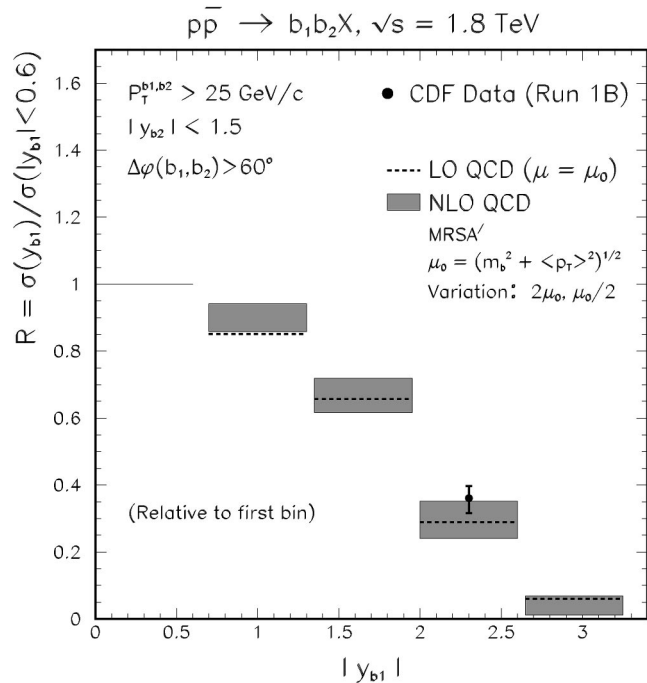 pp̄ → b₁b₂X, √s = 1.8 TeV
R = σ(y_b1)/σ(|y_b1|<0.6)
1.6
1.4
1.2
1
0.8
0.6
0.4
0.2
0
P_T^b1,b2 > 25 GeV/c
|y_b2| < 1.5
Δφ(b₁,b₂)>60°
CDF Data (Run 1B)
LO QCD (μ = μ₀)
NLO QCD
MRSA′
μ₀ = (m_b² + <p_T>²)^1/2
Variation: 2μ₀, μ₀/2
(Relative to first bin)
0 0.5 1 1.5 2 2.5 3
|y_b1|